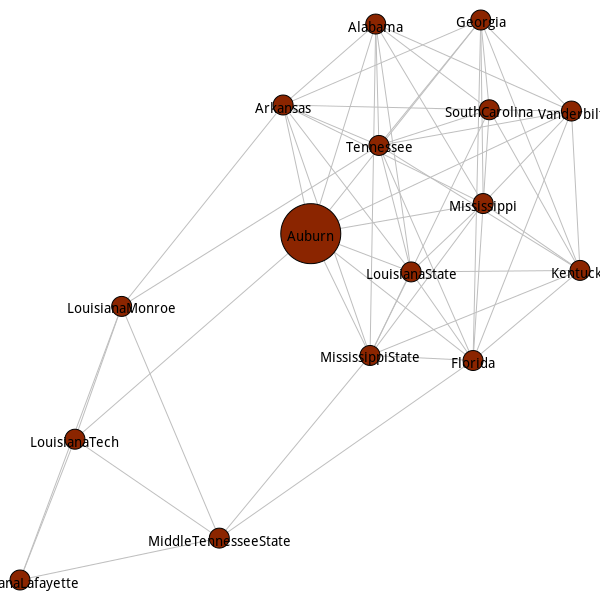 Alabama
Georgia
Arkansas
SouthCarolina
Vanderbilt
Tennessee
Mississippi
Auburn
LouisianaState
Kentuck
LouisianaMonroe
MississippiState
Florida
LouisianaTech
MiddleTennesseeState
anaLafayette